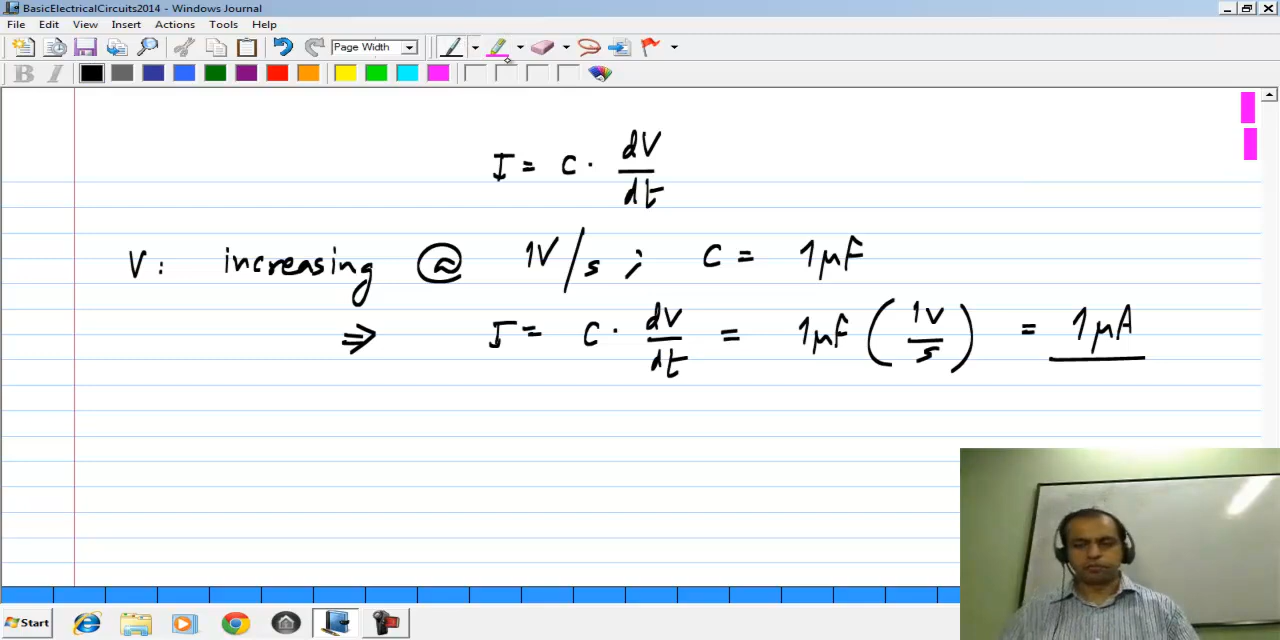 BasicElectricalCircuits2014 - Windows Journal
File Edit View Insert Actions Tools Help
Page Width
B I
I = C · dV/dt
V : increasing @ 1V/s ; C = 1μF
⇒ I = C · dV/dt = 1μF (1V/s) = 1μA
Start